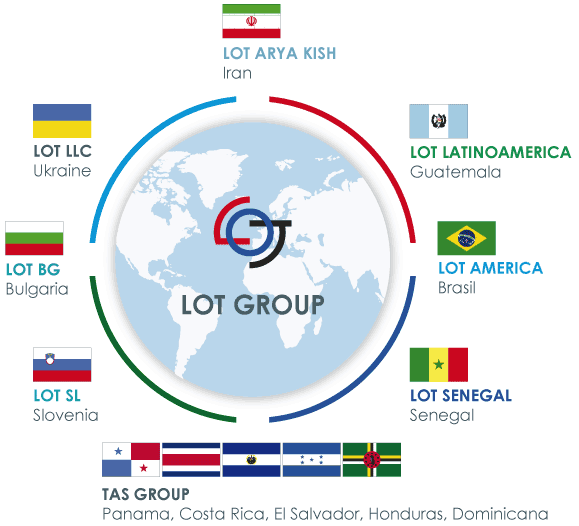 LOT ARYA KISH
Iran
LOT LLC
Ukraine
LOT LATINOAMERICA
Guatemala
LOT BG
Bulgaria
LOT AMERICA
Brasil
LOT GROUP
LOT SL
Slovenia
LOT SENEGAL
Senegal
TAS GROUP
Panama, Costa Rica, El Salvador, Honduras, Dominicana